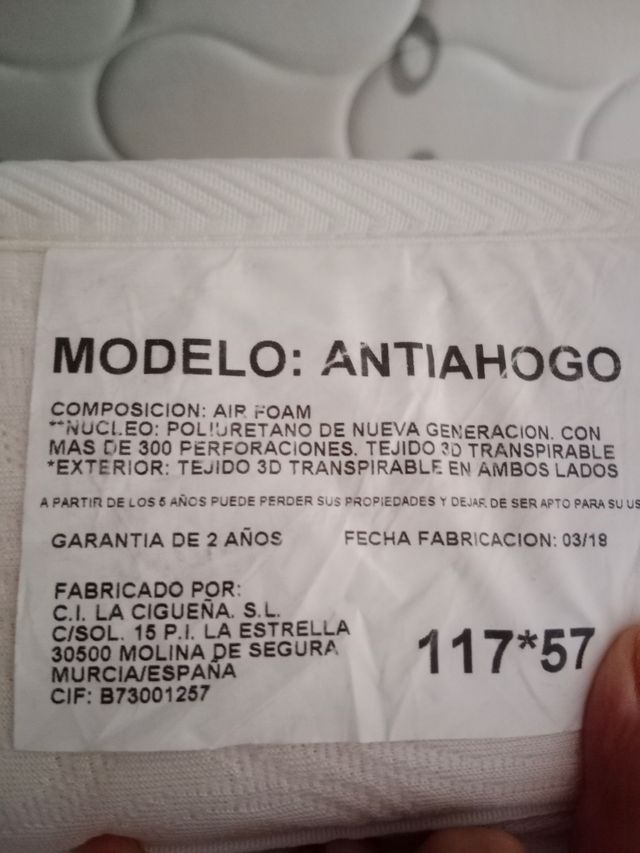 MODELO: ANTIAHOGO
COMPOSICION: AIR FOAM
**NUCLEO: POLIURETANO DE NUEVA GENERACION. CON
MAS DE 300 PERFORACIONES. TEJIDO 3D TRANSPIRABLE
*EXTERIOR: TEJIDO 3D TRANSPIRABLE EN AMBOS LADOS
A PARTIR DE LOS 5 AÑOS PUEDE PERDER SUS PROPIEDADES Y DEJAR DE SER APTO PARA SU US
GARANTIA DE 2 AÑOS FECHA FABRICACION: 03/18
FABRICADO POR:
C.I. LA CIGUEÑA. S.L.
C/SOL. 15 P.I. LA ESTRELLA
30500 MOLINA DE SEGURA
MURCIA/ESPAÑA
CIF: B73001257
117*57